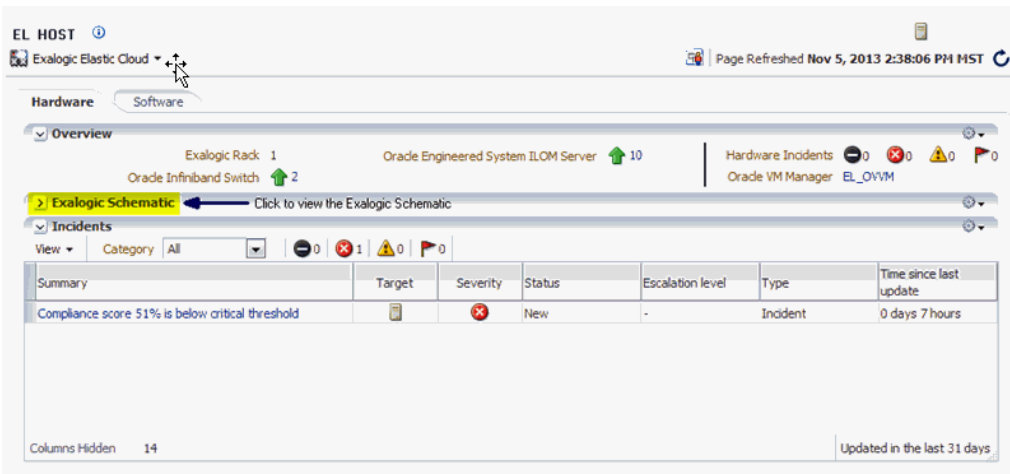 EL HOST
Exalogic Elastic Cloud
Page Refreshed Nov 5, 2013 2:38:06 PM MST
Hardware Software
Overview
Exalogic Rack 1 Oracle Engineered System ILOM Server 10 Hardware Incidents 0 0 0 0
Oracle Infiniband Switch 2 Oracle VM Manager EL_OVVM
Exalogic Schematic Click to view the Exalogic Schematic
Incidents
View Category All 0 1 0 0
Summary Target Severity Status Escalation level Type Time since last
update
Compliance score 51% is below critical threshold New - Incident 0 days 7 hours
Columns Hidden 14 Updated in the last 31 days